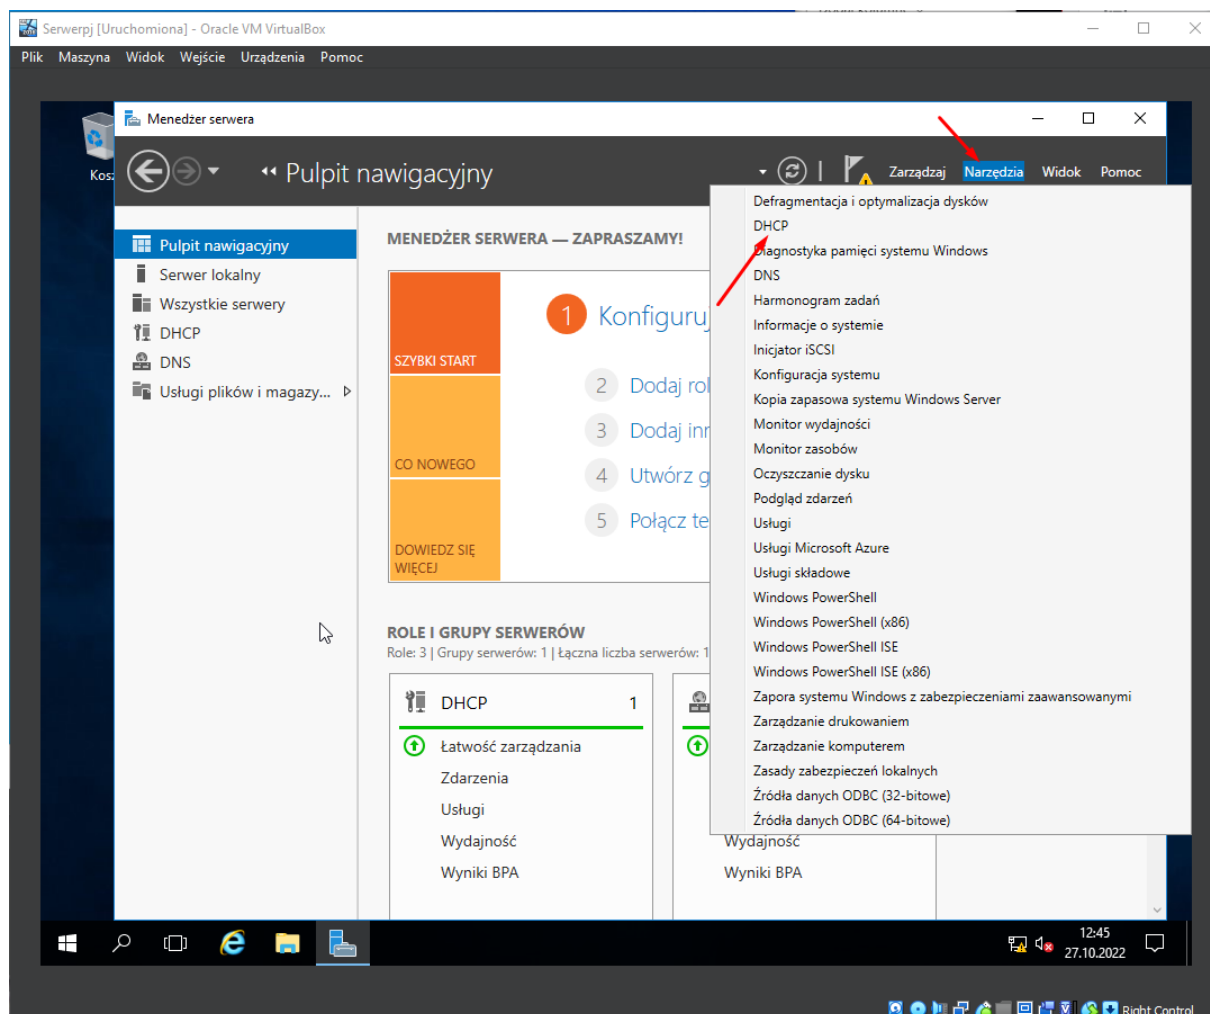 Serwerpj [Uruchomiona] - Oracle VM VirtualBox
Plik Maszyna Widok Wejście Urządzenia Pomoc
Menedżer serwera
Kosz
Pulpit nawigacyjny
Zarządzaj Narzędzia Widok Pomoc
Pulpit nawigacyjny
Serwer lokalny
Wszystkie serwery
DHCP
DNS
Usługi plików i magazy...
MENEDŻER SERWERA — ZAPRASZAMY!
SZYBKI START
CO NOWEGO
DOWIEDZ SIĘ
WIĘCEJ
1 Konfiguruj
2 Dodaj rol
3 Dodaj inn
4 Utwórz g
5 Połącz te
ROLE I GRUPY SERWERÓW
Role: 3 | Grupy serwerów: 1 | Łączna liczba serwerów: 1
DHCP 1
Łatwość zarządzania
Zdarzenia
Usługi
Wydajność
Wyniki BPA
Wydajność
Wyniki BPA
Defragmentacja i optymalizacja dysków
DHCP
Diagnostyka pamięci systemu Windows
DNS
Harmonogram zadań
Informacje o systemie
Inicjator iSCSI
Konfiguracja systemu
Kopia zapasowa systemu Windows Server
Monitor wydajności
Monitor zasobów
Oczyszczanie dysku
Podgląd zdarzeń
Usługi
Usługi Microsoft Azure
Usługi składowe
Windows PowerShell
Windows PowerShell (x86)
Windows PowerShell ISE
Windows PowerShell ISE (x86)
Zapora systemu Windows z zabezpieczeniami zaawansowanymi
Zarządzanie drukowaniem
Zarządzanie komputerem
Zasady zabezpieczeń lokalnych
Źródła danych ODBC (32-bitowe)
Źródła danych ODBC (64-bitowe)
12:45
27.10.2022
Right Control